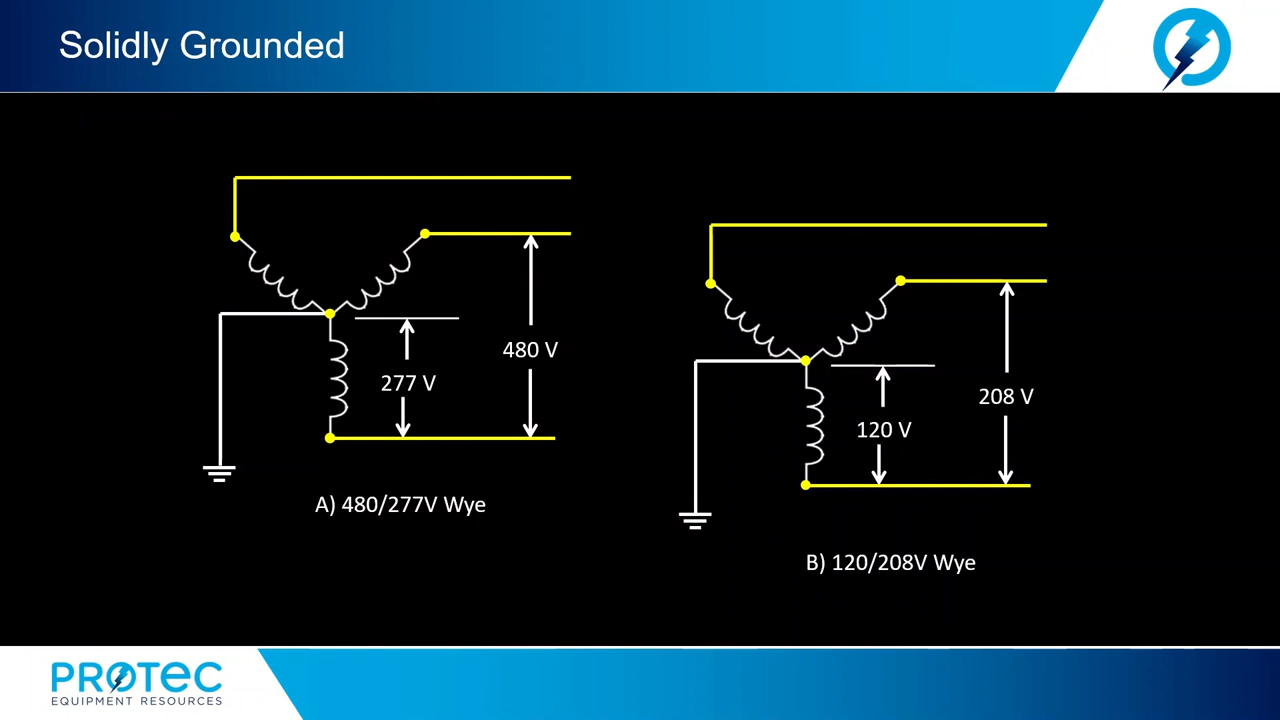 Solidly Grounded
480 V
277 V
A) 480/277V Wye
208 V
120 V
B) 120/208V Wye
PROTEC
EQUIPMENT RESOURCES